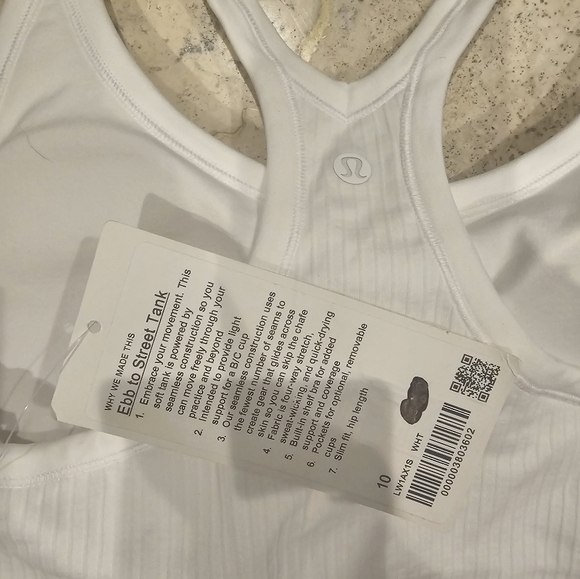 WHY WE MADE THIS
Ebb to Street Tank
1. Embrace your movement. This
soft tank is powered by
seamless construction so you
can move freely through your
practice and beyond
2. Intended to provide light
support for a B/C cup
3. Our seamless construction uses
the fewest number of seams to
create gear that glides across
skin so you can skip the chafe
4. Fabric is four-way stretch,
sweat-wicking, and quick-drying
5. Built-in shelf bra for added
support and coverage
6. Pockets for optional, removable
cups
7. Slim fit, hip length
10
LW1AX1S WHT
000003803602